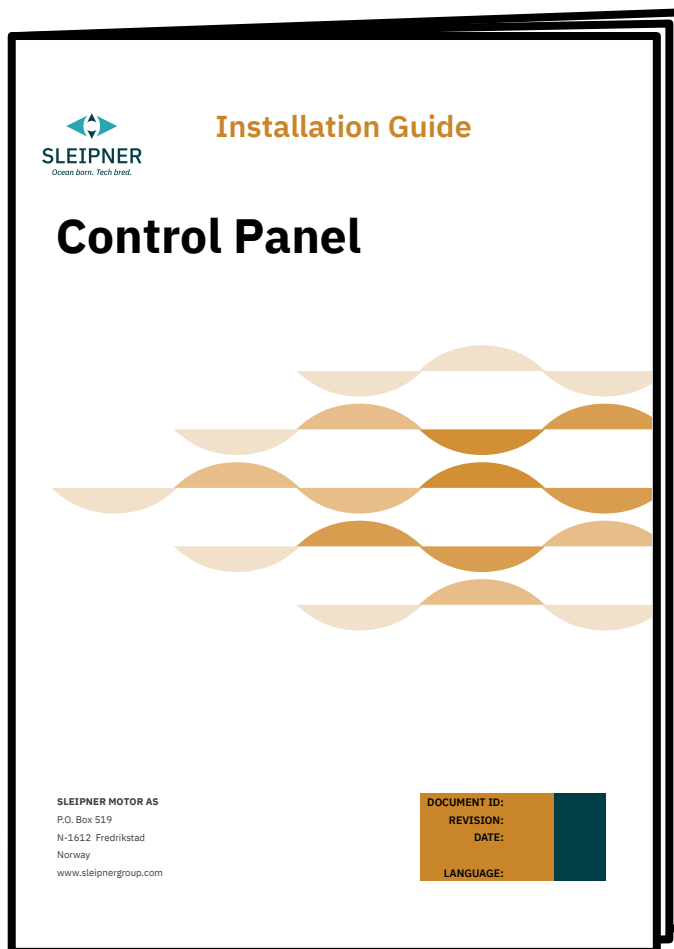 Installation Guide
SLEIPNER
Ocean born. Tech bred.
Control Panel
SLEIPNER MOTOR AS
P.O. Box 519
N-1612 Fredrikstad
Norway
www.sleipnergroup.com
DOCUMENT ID:
REVISION:
DATE:
LANGUAGE: